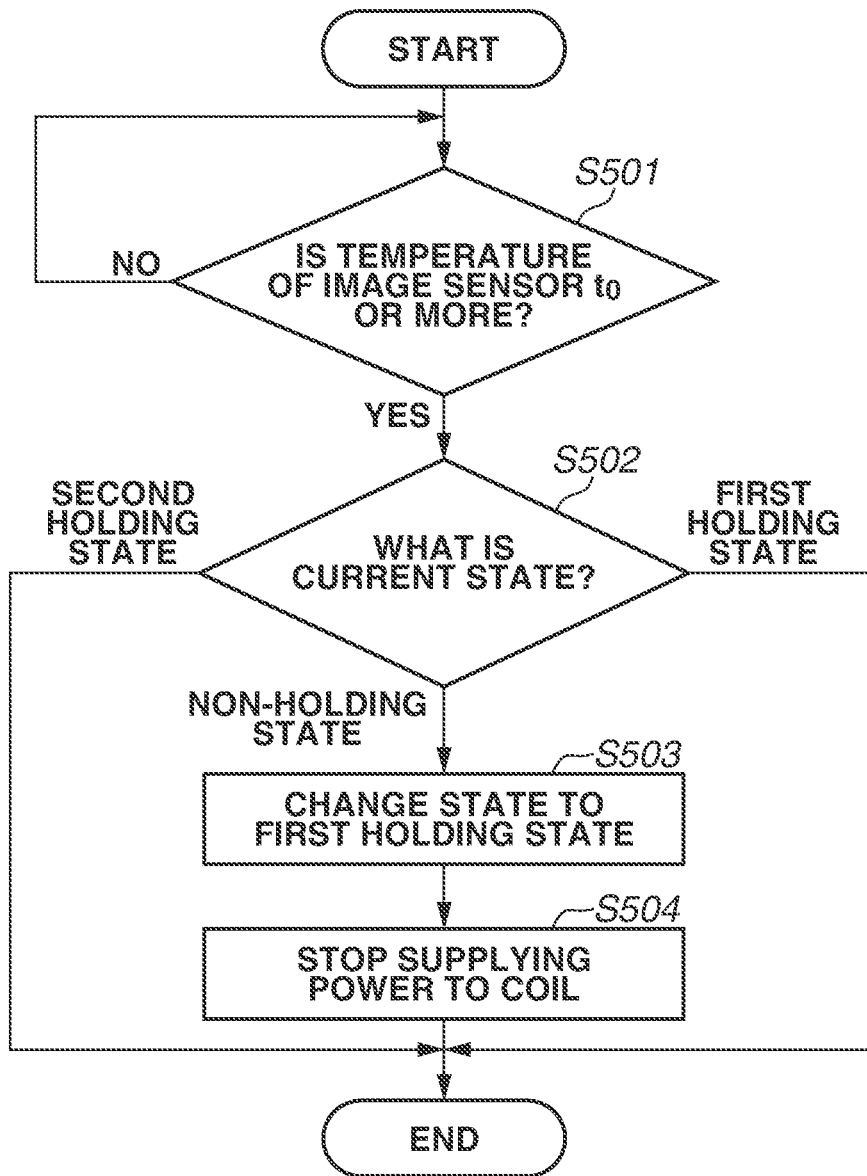 START
S501
IS TEMPERATURE
OF IMAGE SENSOR t0
OR MORE?
NO
YES
S502
SECOND
HOLDING
STATE
FIRST
HOLDING
STATE
WHAT IS
CURRENT STATE?
NON-HOLDING
STATE
S503
CHANGE STATE TO
FIRST HOLDING STATE
S504
STOP SUPPLYING
POWER TO COIL
END